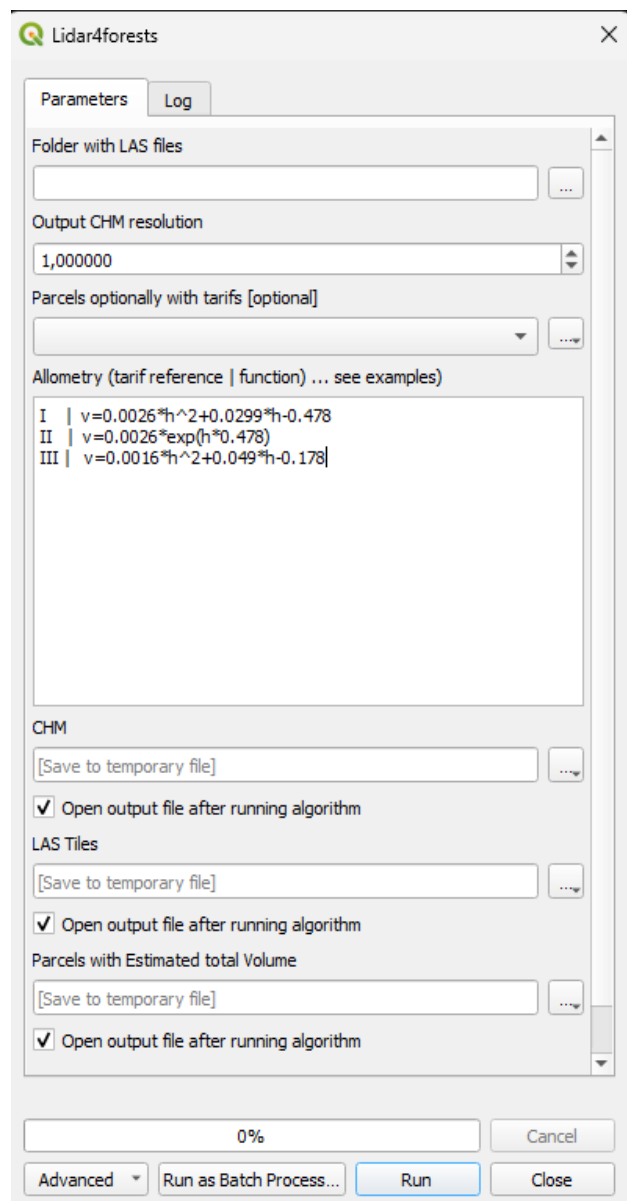 Lidar4forests
Parameters
Log
Folder with LAS files
...
Output CHM resolution
1,000000
Parcels optionally with tarifs [optional]
...
Allometry (tarif reference | function) ... see examples)
I | v=0.0026*h^2+0.0299*h-0.478
II | v=0.0026*exp(h*0.478)
III | v=0.0016*h^2+0.049*h-0.178
CHM
[Save to temporary file]
...
Open output file after running algorithm
LAS Tiles
[Save to temporary file]
...
Open output file after running algorithm
Parcels with Estimated total Volume
[Save to temporary file]
...
Open output file after running algorithm
0%
Cancel
Advanced
Run as Batch Process...
Run
Close